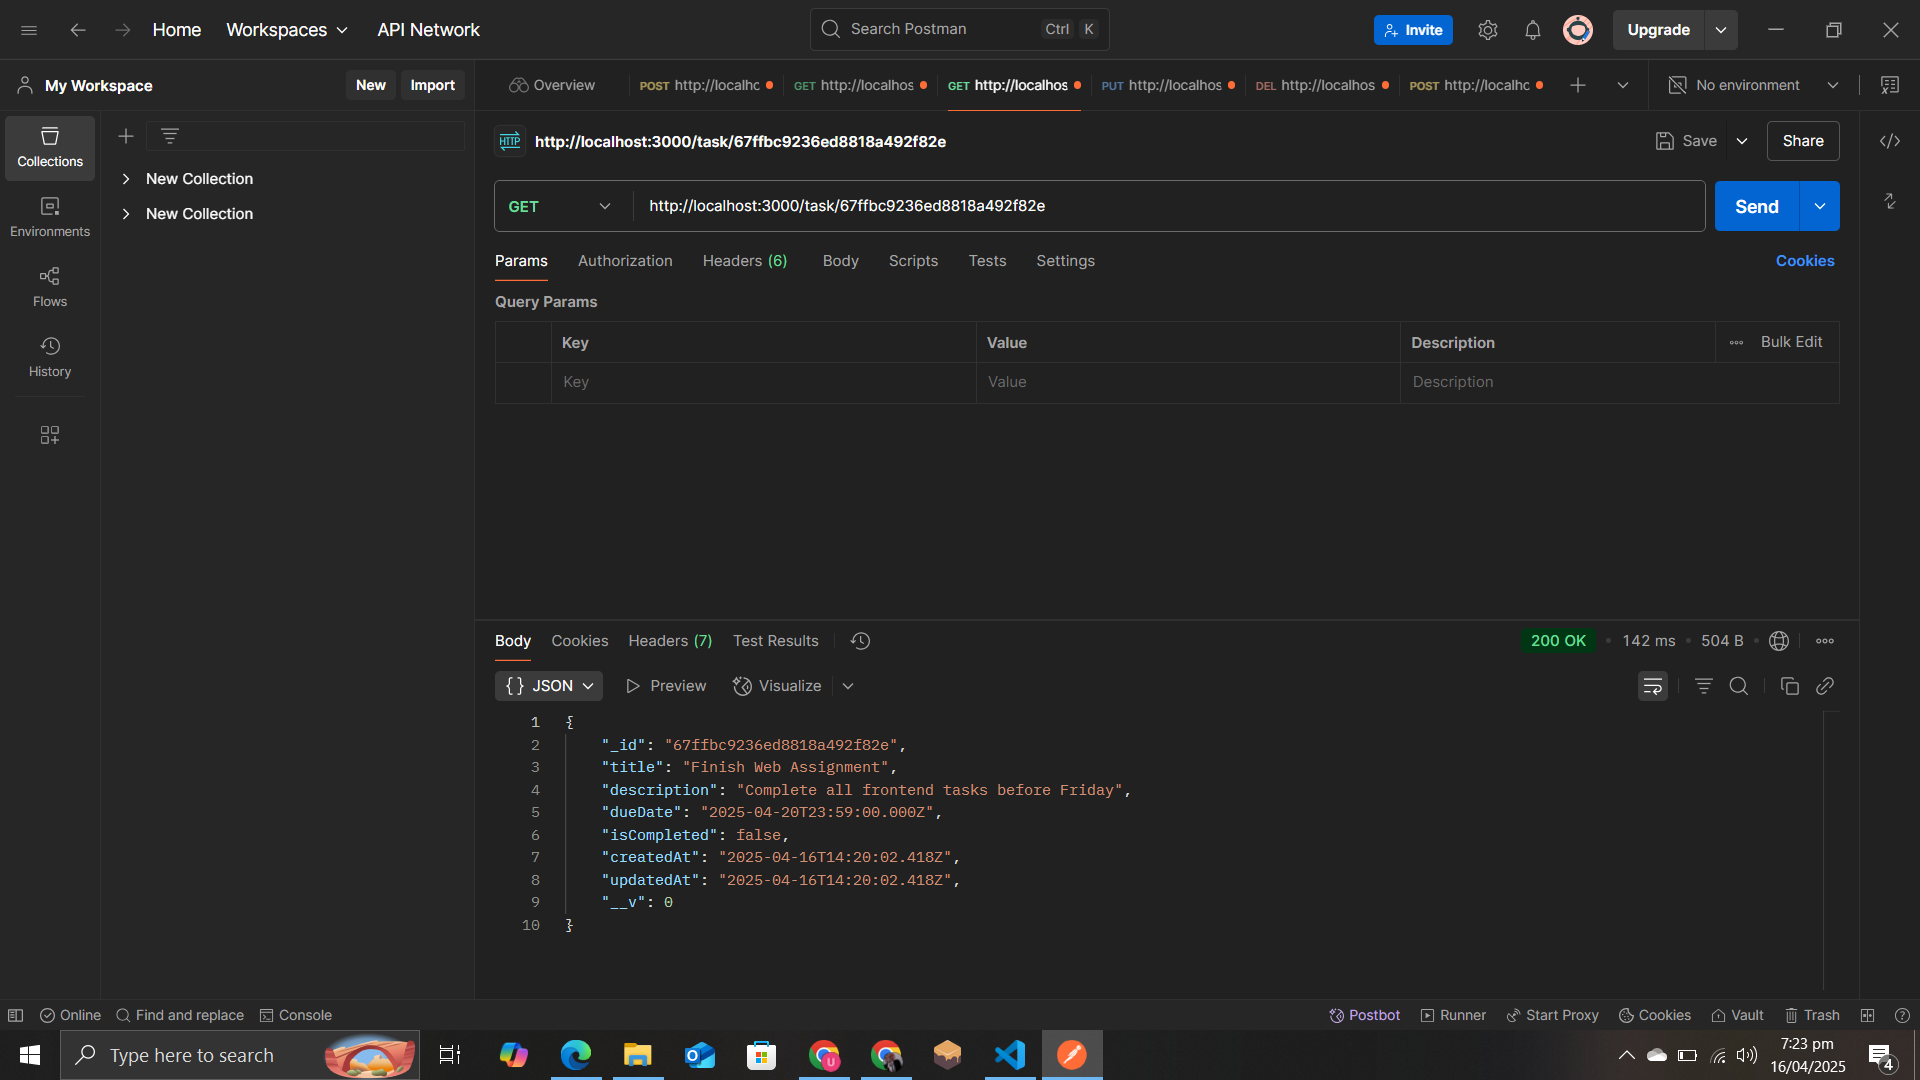 Home
Workspaces
API Network
Search Postman
Ctrl K
Invite
Upgrade
My Workspace
New
Import
Overview
POST http://localhc
GET http://localhos
GET http://localhos
PUT http://localhos
DEL http://localhos
POST http://localhc
No environment
Collections
Environments
Flows
History
New Collection
New Collection
HTTP
http://localhost:3000/task/67ffbc9236ed8818a492f82e
Save
Share
GET
http://localhost:3000/task/67ffbc9236ed8818a492f82e
Send
Params
Authorization
Headers (6)
Body
Scripts
Tests
Settings
Cookies
Query Params
Key
Value
Description
Bulk Edit
Key
Value
Description
Body
Cookies
Headers (7)
Test Results
200 OK
142 ms
504 B
{} JSON
Preview
Visualize
1 {
2 "_id": "67ffbc9236ed8818a492f82e",
3 "title": "Finish Web Assignment",
4 "description": "Complete all frontend tasks before Friday",
5 "dueDate": "2025-04-20T23:59:00.000Z",
6 "isCompleted": false,
7 "createdAt": "2025-04-16T14:20:02.418Z",
8 "updatedAt": "2025-04-16T14:20:02.418Z",
9 "__v": 0
10 }
Online
Find and replace
Console
Postbot
Runner
Start Proxy
Cookies
Vault
Trash
Type here to search
7:23 pm
16/04/2025
4